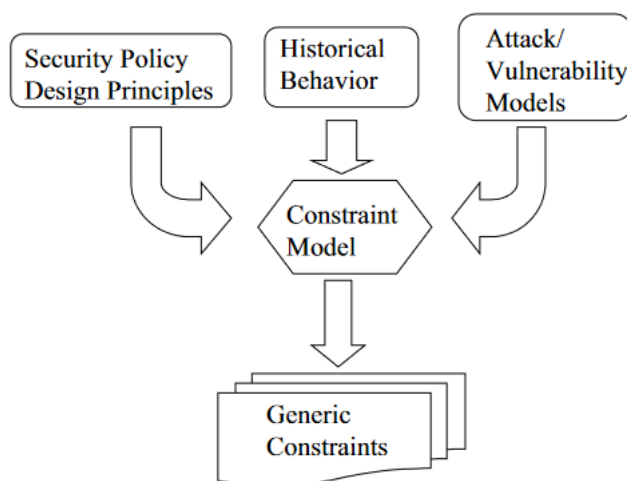 Security Policy
Design Principles
Historical
Behavior
Attack/
Vulnerability
Models
Constraint
Model
Generic
Constraints